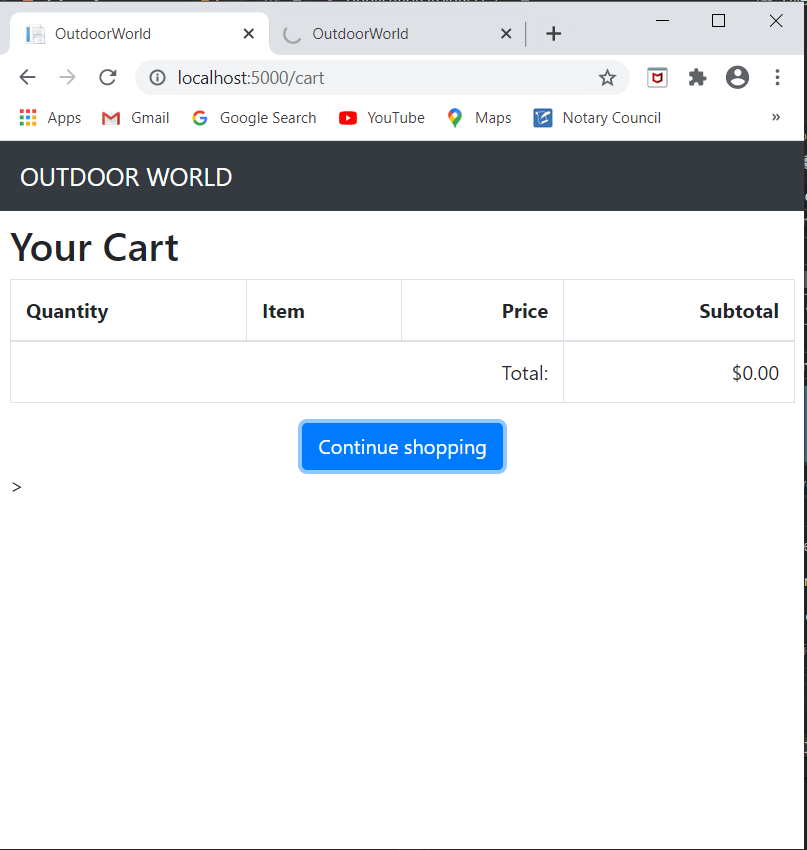 OutdoorWorld OutdoorWorld
localhost:5000/cart
Apps Gmail Google Search YouTube Maps Notary Council »
OUTDOOR WORLD
Your Cart
Quantity Item Price Subtotal
Total: $0.00
Continue shopping
>